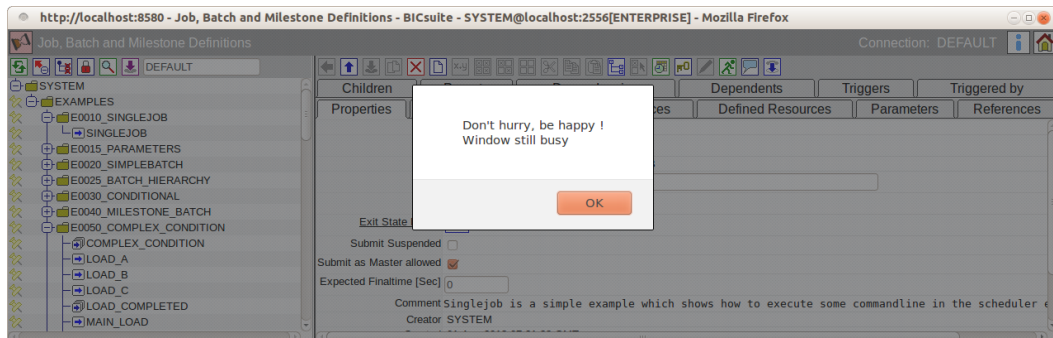 http://localhost:8580 - Job, Batch and Milestone Definitions - BICsuite - SYSTEM@localhost:2556[ENTERPRISE] - Mozilla Firefox
Job, Batch and Milestone Definitions
Connection: DEFAULT
DEFAULT
SYSTEM
EXAMPLES
E0010_SINGLEJOB
SINGLEJOB
E0015_PARAMETERS
E0020_SIMPLEBATCH
E0025_BATCH_HIERARCHY
E0030_CONDITIONAL
E0040_MILESTONE_BATCH
E0050_COMPLEX_CONDITION
COMPLEX_CONDITION
LOAD_A
LOAD_B
LOAD_C
LOAD_COMPLETED
MAIN_LOAD
Children Dependents Triggers Triggered by
Properties Defined Resources Parameters References
Don't hurry, be happy !
Window still busy
OK
Exit State
Submit Suspended
Submit as Master allowed
Expected Finaltime [Sec] 0
Comment Singlejob is a simple example which shows how to execute some commandline in the scheduler
Creator SYSTEM